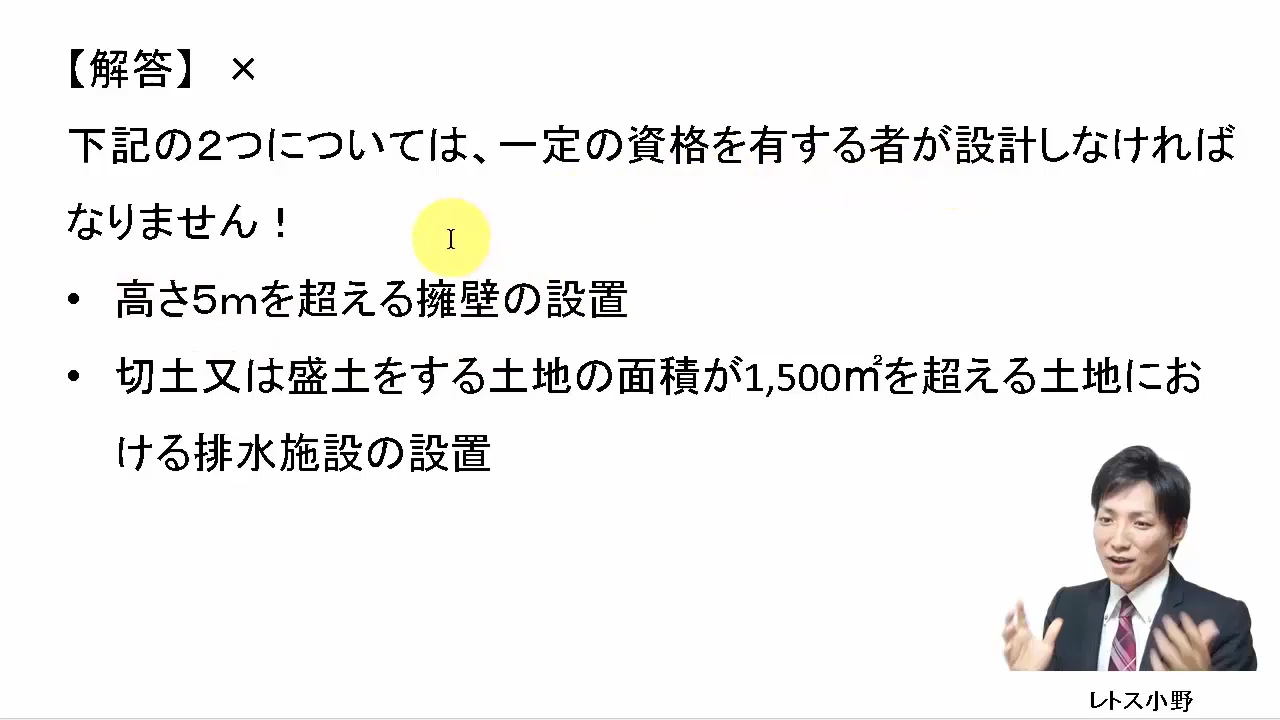 【解答】 ×
下記の２つについては、一定の資格を有する者が設計しなければ
なりません！
• 高さ５ｍを超える擁壁の設置
• 切土又は盛土をする土地の面積が1,500㎡を超える土地にお
ける排水施設の設置
レトス小野